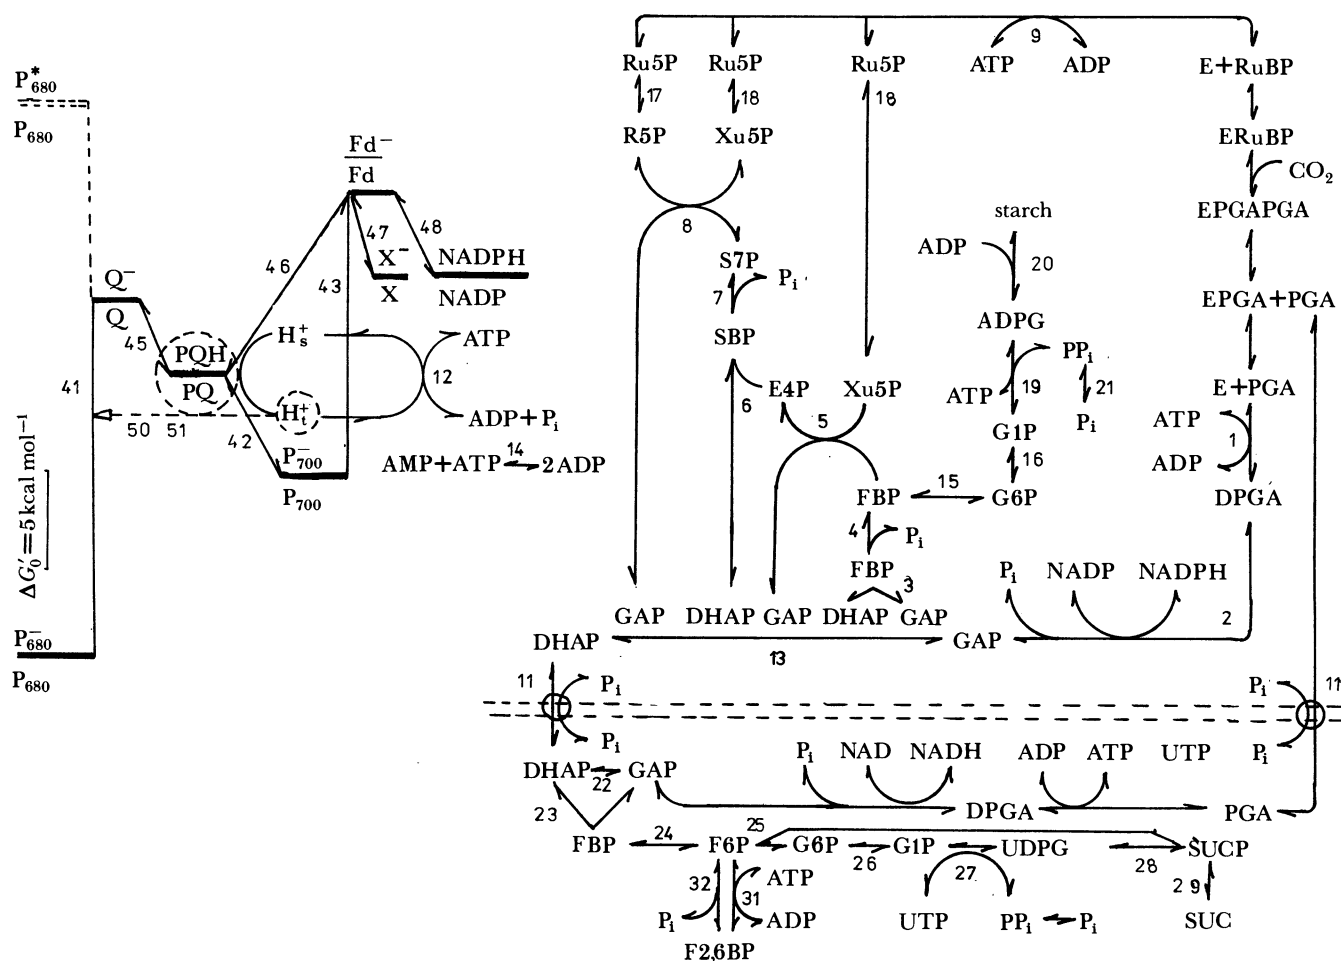 9
Ru5P Ru5P Ru5P ATP ADP E+RuBP
P*680
P680
17 18 18
R5P Xu5P ERuBP
CO2
Fd−
Fd
starch EPGAPGA
8
ADP
47 48
S7P
20
46
Q− X− NADPH
43
7 Pi
Q X NADP
EPGA+PGA
ADPG
H+s ATP SBP
45 PQH
PPi
PQ 12
41
6 E4P Xu5P ATP 19 21 E+PGA
H+t ADP+Pi
5 Pi
ATP
50 51 42
G1P 1
P−700 AMP+ATP 14 2ADP
16 ADP
P700
FBP 15 G6P DPGA
ΔG′0=5kcal mol−1
4 Pi
FBP 3 Pi NADP NADPH
GAP DHAP GAP DHAP GAP 2
P−680
DHAP GAP
13
P680
11 Pi Pi 11
Pi Pi NAD NADH ADP ATP UTP Pi
DHAP 22 GAP
23 DPGA PGA
25
FBP 24 F6P G6P G1P UDPG SUCP
26 28
32 ATP 27 29
31
Pi ADP UTP PPi Pi SUC
F2,6BP